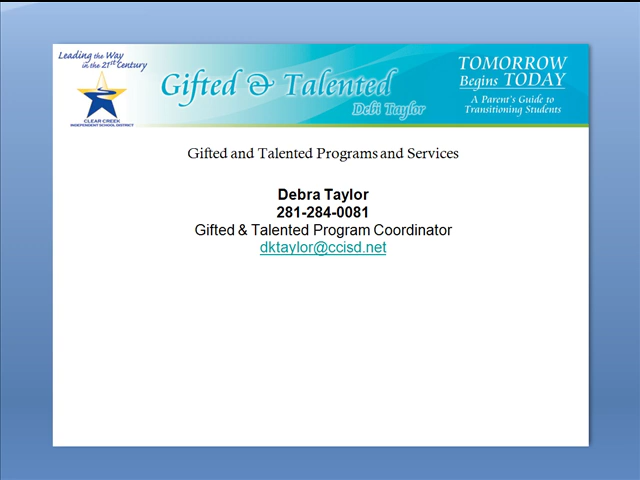 Leading the Way
in the 21st Century
CLEAR CREEK
INDEPENDENT SCHOOL DISTRICT
Gifted & Talented
Debi Taylor
TOMORROW
Begins TODAY
A Parent's Guide to
Transitioning Students
Gifted and Talented Programs and Services
Debra Taylor
281-284-0081
Gifted & Talented Program Coordinator
dktaylor@ccisd.net